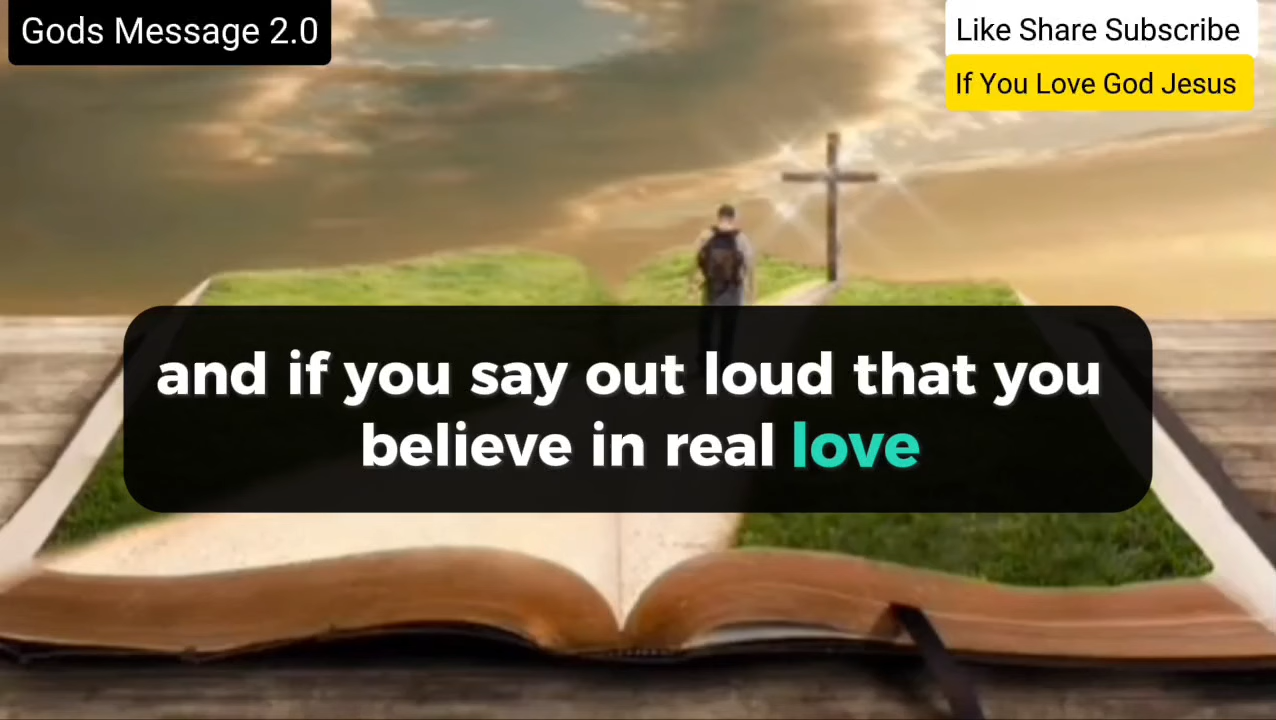 Gods Message 2.0
Like Share Subscribe
If You Love God Jesus
and if you say out loud that you
believe in real love